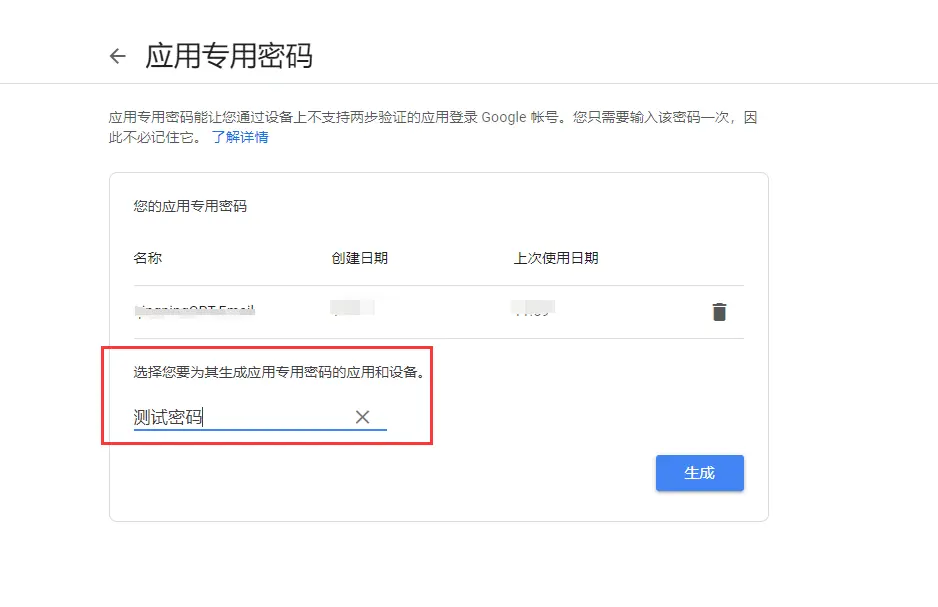 应用专用密码
应用专用密码能让您通过设备上不支持两步验证的应用登录 Google 帐号。您只需要输入该密码一次，因
此不必记住它。 了解详情
您的应用专用密码
名称 创建日期 上次使用日期
选择您要为其生成应用专用密码的应用和设备。
测试密码
生成